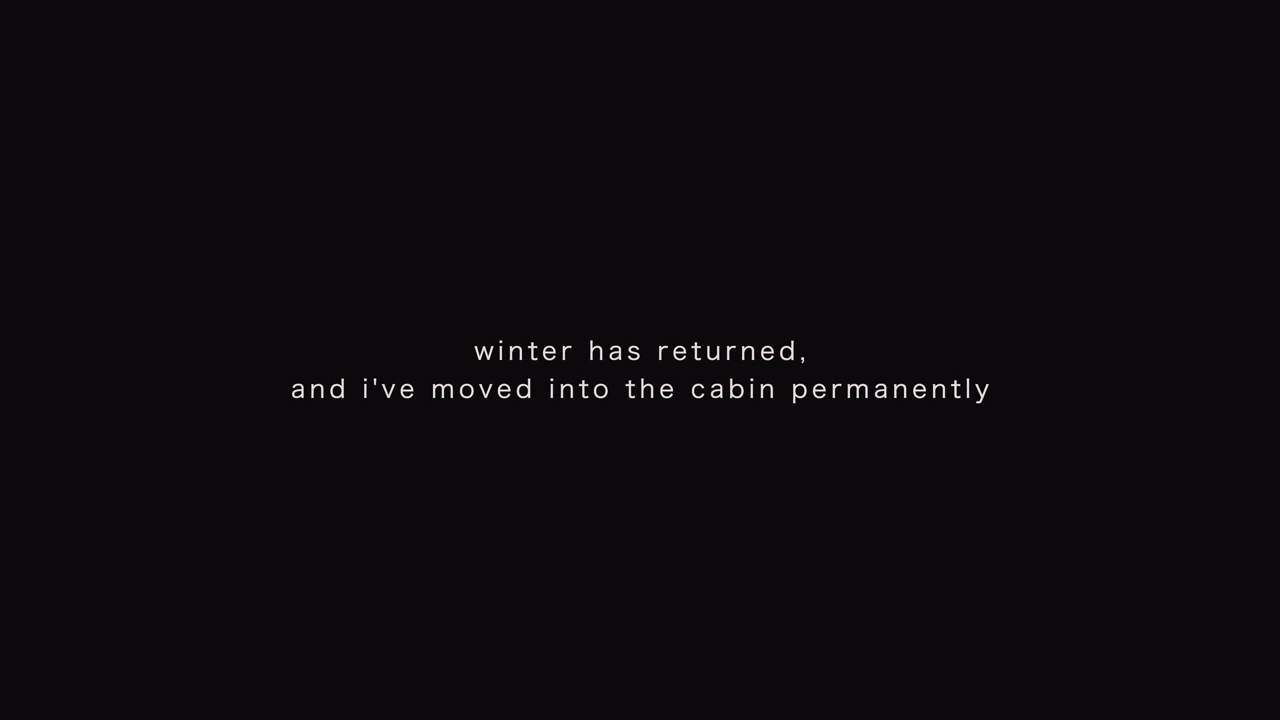 winter has returned,
and i've moved into the cabin permanently